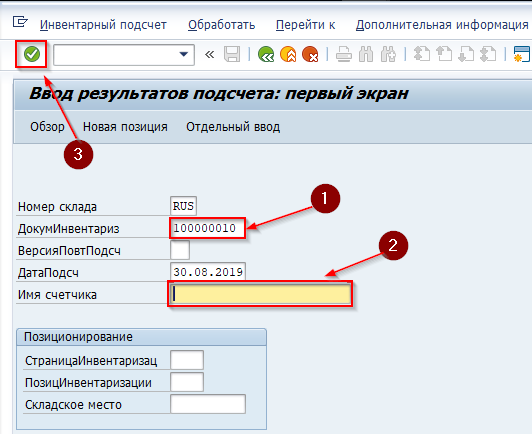 Инвентарный подсчет Обработать Перейти к Дополнительная информация
Ввод результатов подсчета: первый экран
Обзор Новая позиция Отдельный ввод
3
Номер склада RUS
1
ДокумИнвентариз 100000010
ВерсияПовтПодсч
2
ДатаПодсч 30.08.2019
Имя счетчика
Позиционирование
СтраницаИнвентаризац
ПозицИнвентаризации
Складское место